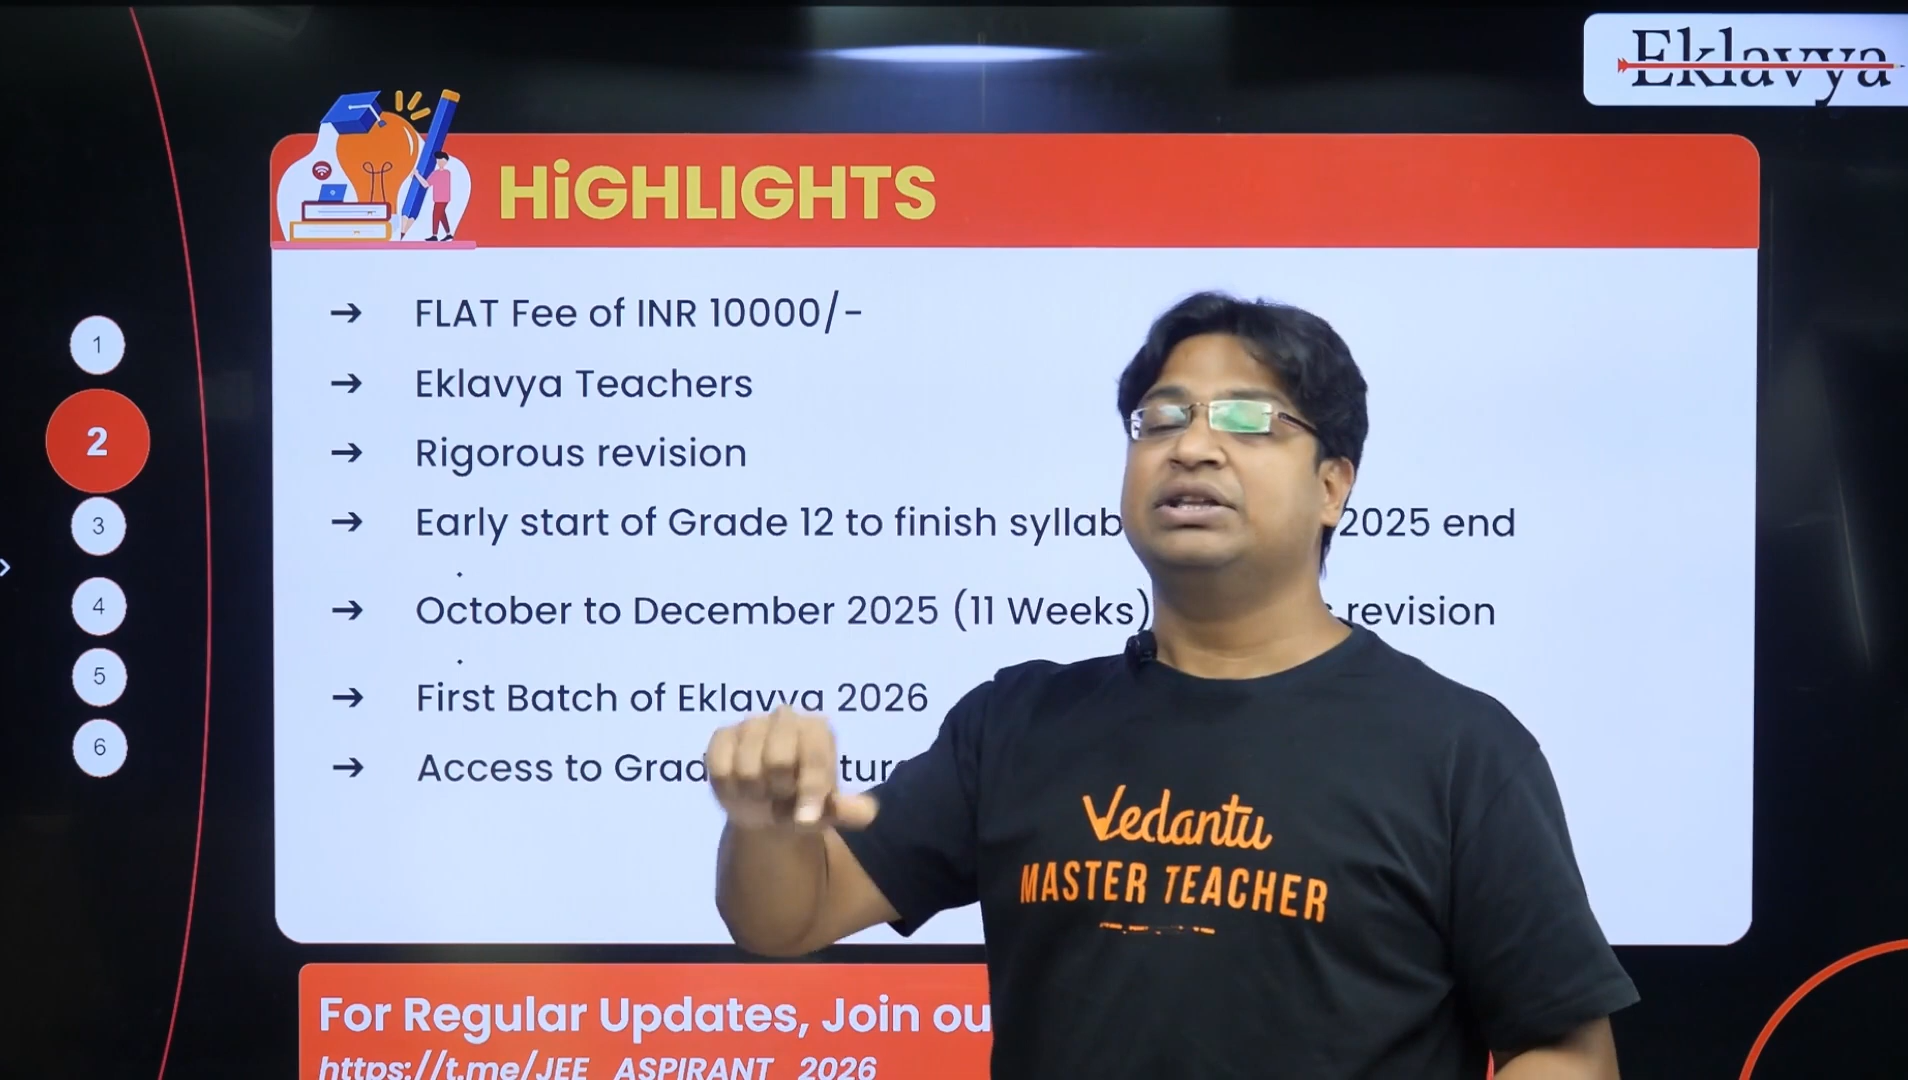 Eklavya
HiGHLIGHTS
→ FLAT Fee of INR 10000/-
→ Eklavya Teachers
1
→ Rigorous revision
2
→ Early start of Grade 12 to finish syllab 2025 end
3
→ October to December 2025 (11 Weeks) revision
4
→ First Batch of Eklavya 2026
5
→ Access to
6
Vedantu
MASTER TEACHER
For Regular Updates, Join
https://t.me/JEE_ASPIRANT_2026